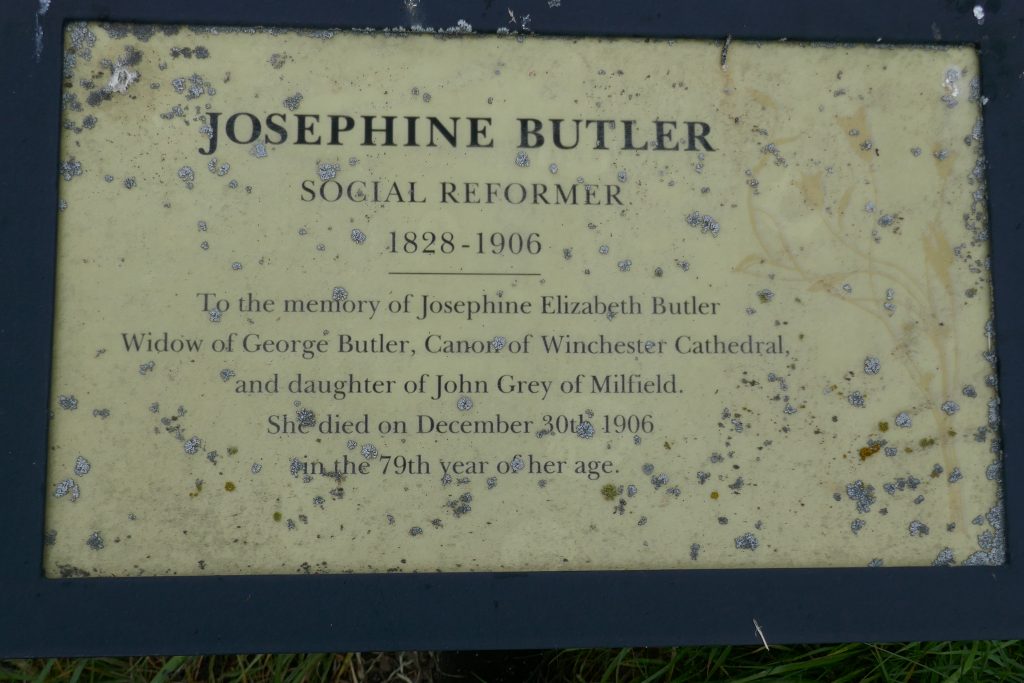 JOSEPHINE BUTLER
SOCIAL REFORMER
1828-1906
To the memory of Josephine Elizabeth Butler
Widow of George Butler, Canon of Winchester Cathedral,
and daughter of John Grey of Milfield.
She died on December 30th 1906
in the 79th year of her age.